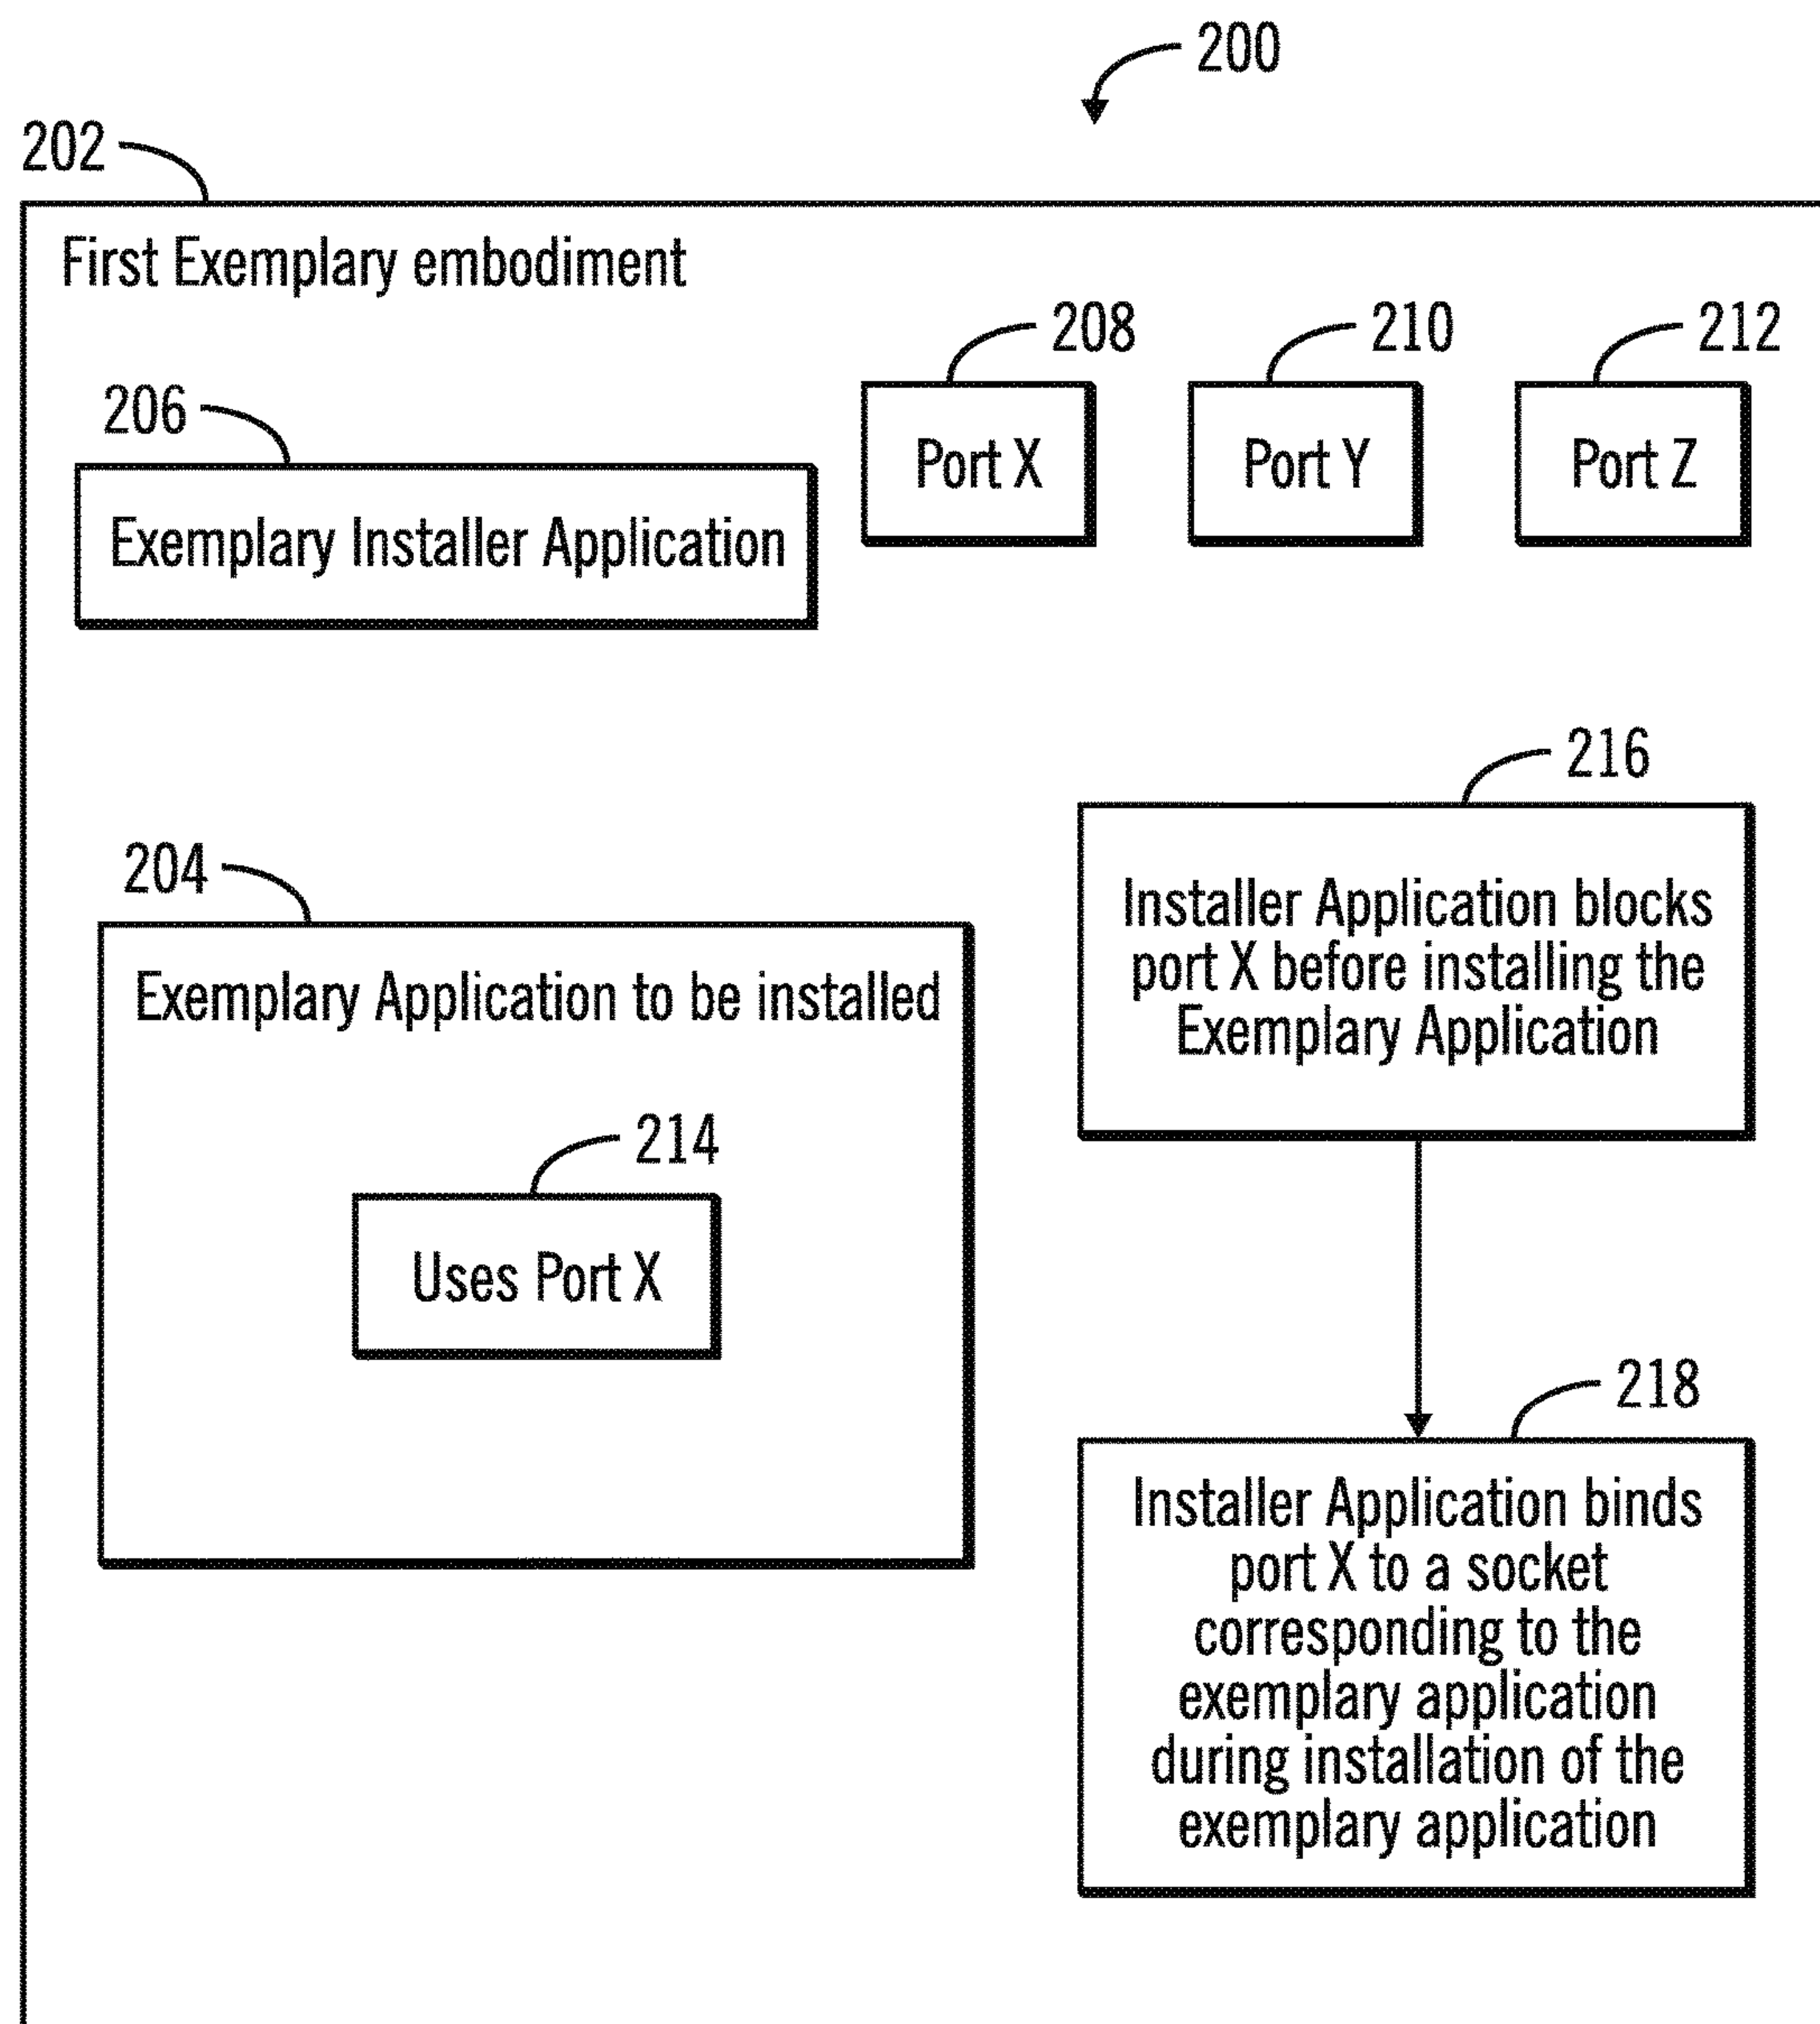 200
202
First Exemplary embodiment
208
210
212
206
Port X
Port Y
Port Z
Exemplary Installer Application
216
204
Installer Application blocks
port X before installing the
Exemplary Application
Exemplary Application to be installed
214
Uses Port X
218
Installer Application binds
port X to a socket
corresponding to the
exemplary application
during installation of the
exemplary application